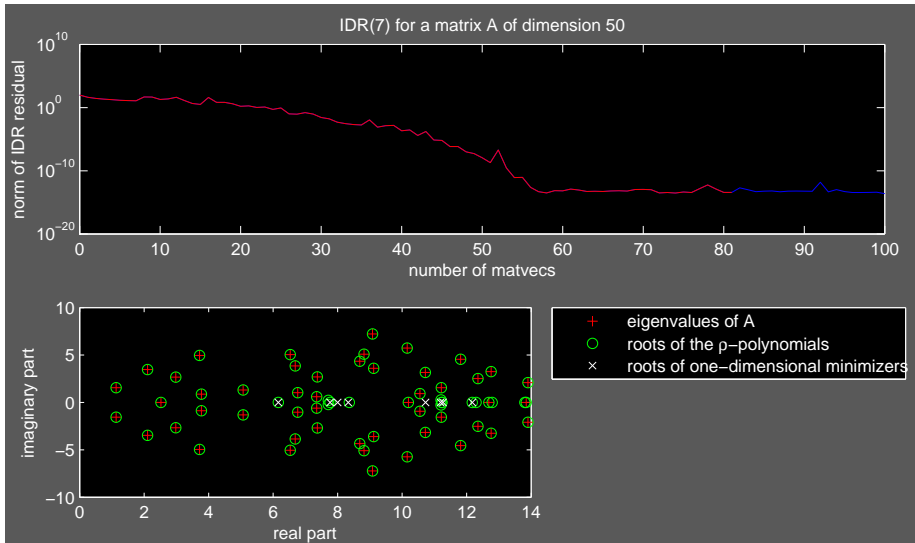 IDR(7) for a matrix A of dimension 50
norm of IDR residual
10^10
10^0
10^-10
10^-20
0 10 20 30 40 50 60 70 80 90 100
number of matvecs
imaginary part
10
5
0
−5
−10
0 2 4 6 8 10 12 14
real part
eigenvalues of A
roots of the ρ−polynomials
roots of one−dimensional minimizers